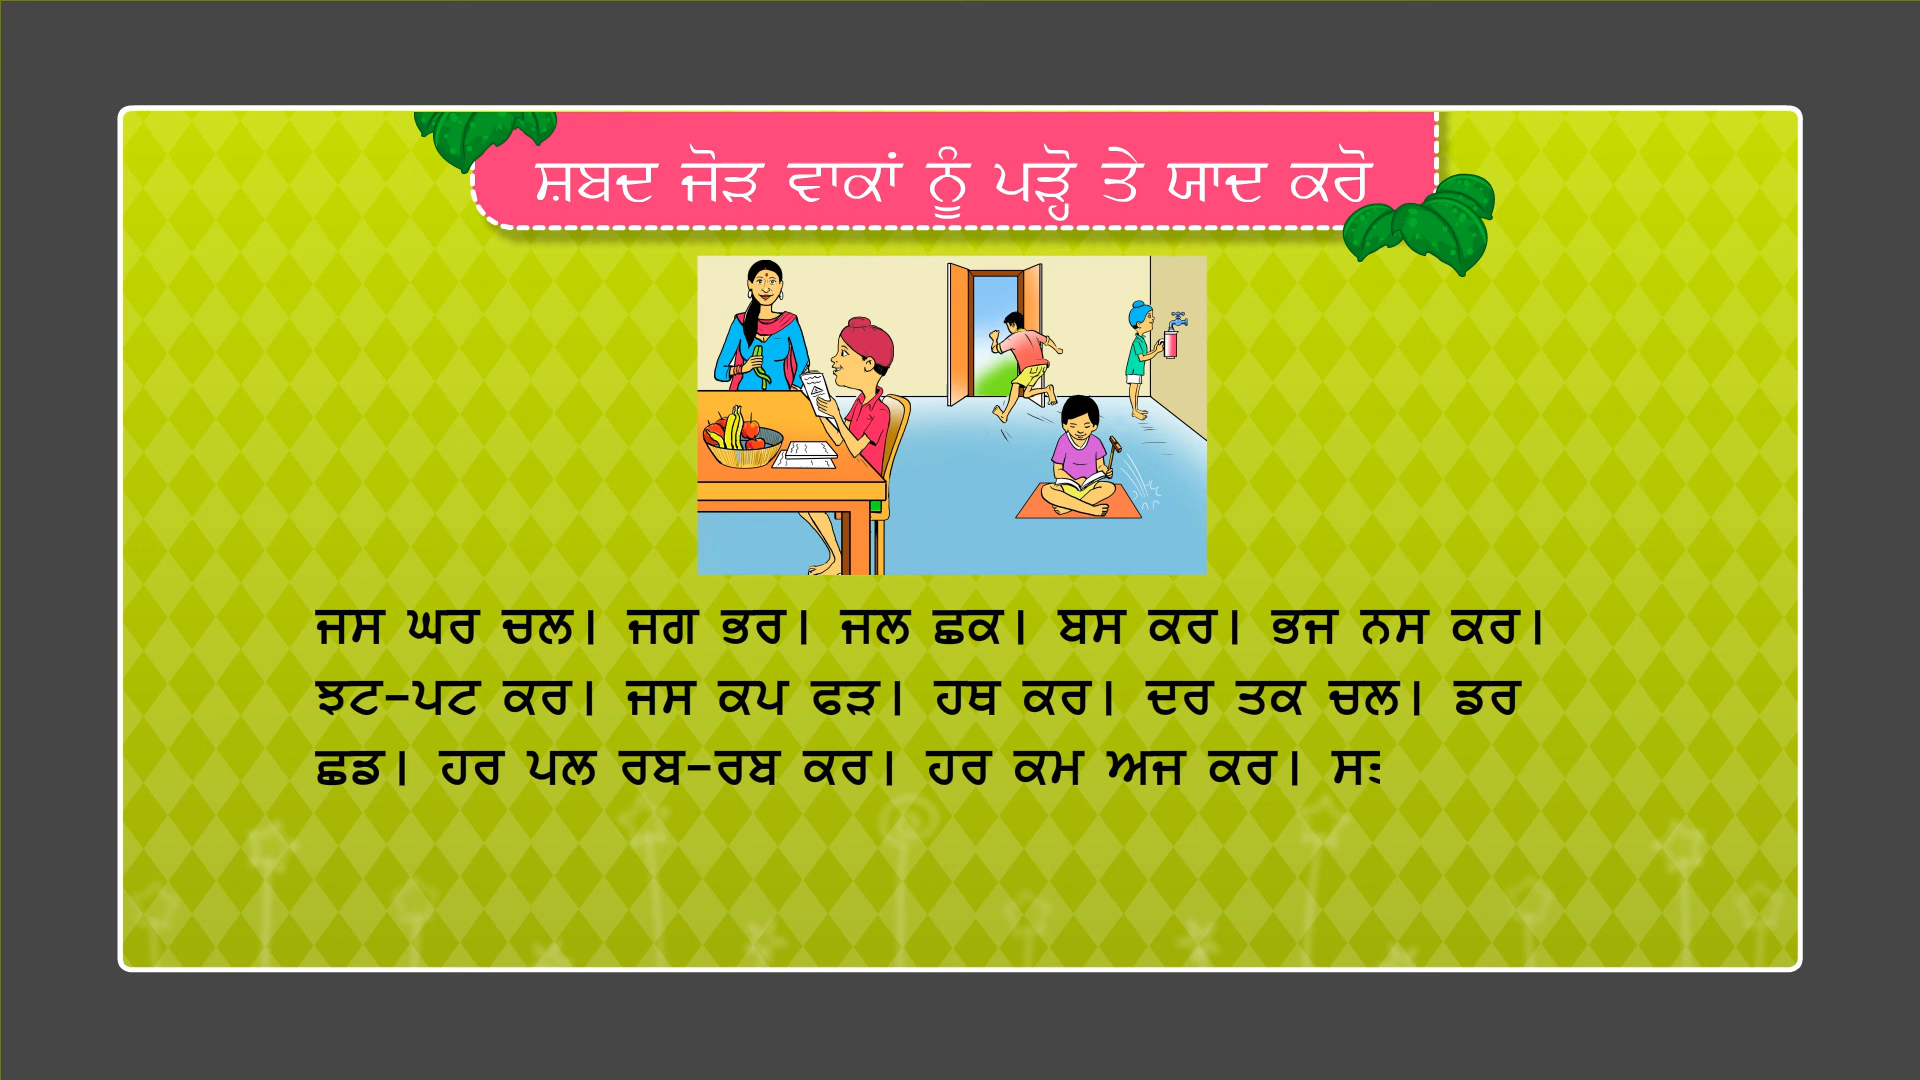 ਸ਼ਬਦ ਜੋੜ ਵਾਕਾਂ ਨੂੰ ਪੜ੍ਹੋ ਤੇ ਯਾਦ ਕਰੋ
ਜਸ ਘਰ ਚਲ। ਜਗ ਭਰ। ਜਲ ਛਕ। ਬਸ ਕਰ। ਭਜ ਨਸ ਕਰ।
ਝਟ-ਪਟ ਕਰ। ਜਸ ਕਪ ਫੜ। ਹਥ ਕਰ। ਦਰ ਤਕ ਚਲ। ਡਰ
ਛਡ। ਹਰ ਪਲ ਰਬ-ਰਬ ਕਰ। ਹਰ ਕਮ ਅਜ ਕਰ।